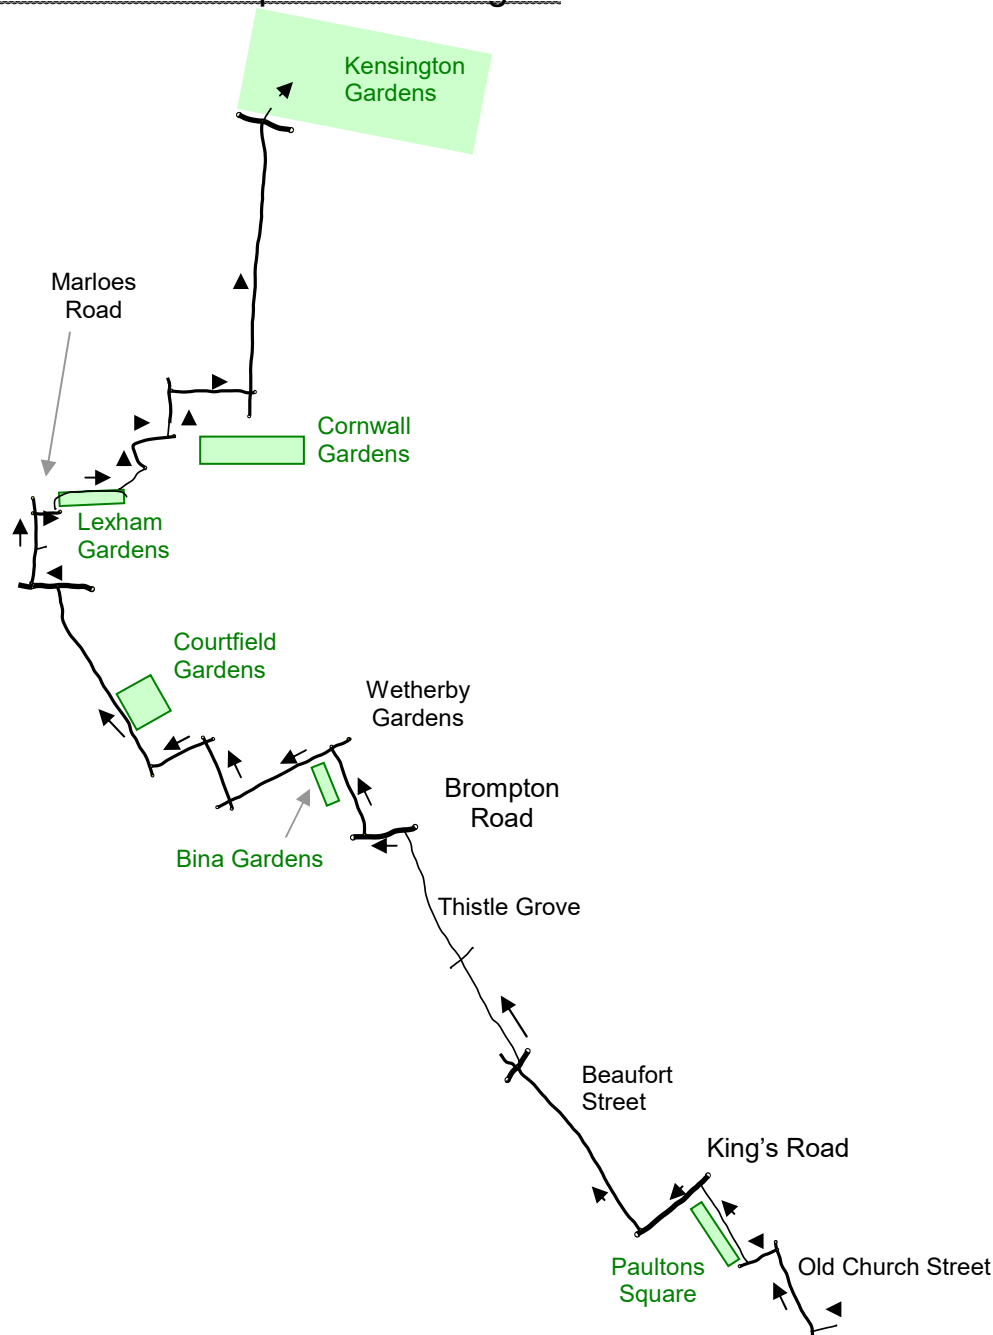 Kensington
Gardens
Marloes
Road
Cornwall
Gardens
Lexham
Gardens
Courtfield
Gardens
Wetherby
Gardens
Brompton
Road
Bina Gardens
Thistle Grove
Beaufort
Street
King’s Road
Paultons
Square
Old Church Street